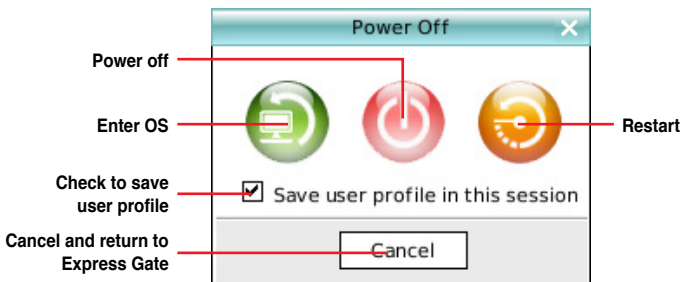 Power Off
Power off
Enter OS
Restart
Check to save
user profile
Save user profile in this session
Cancel and return to
Express Gate
Cancel